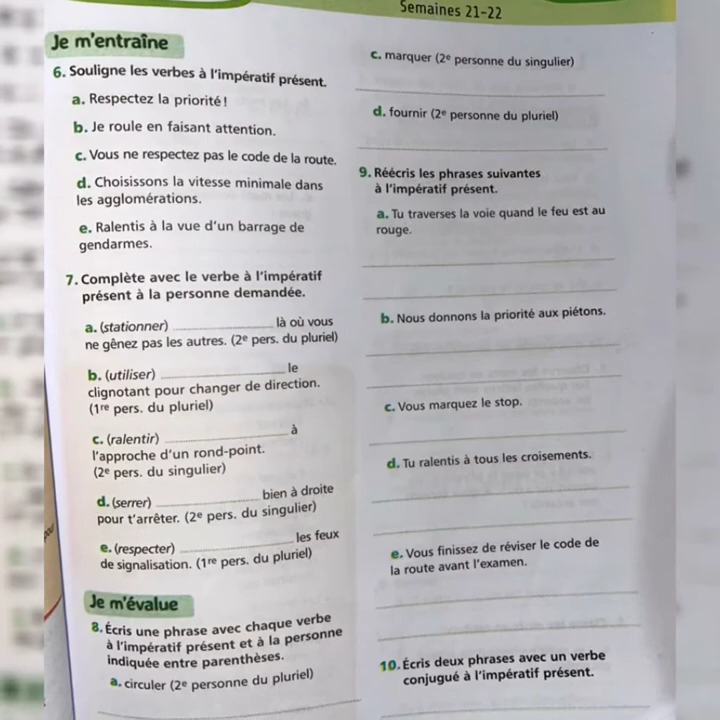 Semaines 21-22
Je m'entraîne
6. Souligne les verbes à l'impératif présent.
a. Respectez la priorité !
b. Je roule en faisant attention.
c. Vous ne respectez pas le code de la route.
d. Choisissons la vitesse minimale dans
les agglomérations.
e. Ralentis à la vue d'un barrage de
gendarmes.
7. Complète avec le verbe à l'impératif
présent à la personne demandée.
a. (stationner) ____________ là où vous
ne gênez pas les autres. (2e pers. du pluriel)
b. (utiliser) ____________ le
clignotant pour changer de direction.
(1re pers. du pluriel)
c. (ralentir) ____________ à
l'approche d'un rond-point.
(2e pers. du singulier)
d. (serrer) ____________ bien à droite
pour t'arrêter. (2e pers. du singulier)
e. (respecter) ____________ les feux
de signalisation. (1re pers. du pluriel)
Je m'évalue
8. Écris une phrase avec chaque verbe
à l'impératif présent et à la personne
indiquée entre parenthèses.
a. circuler (2e personne du pluriel)
c. marquer (2e personne du singulier)
d. fournir (2e personne du pluriel)
9. Réécris les phrases suivantes
à l'impératif présent.
a. Tu traverses la voie quand le feu est au
rouge.
b. Nous donnons la priorité aux piétons.
c. Vous marquez le stop.
d. Tu ralentis à tous les croisements.
e. Vous finissez de réviser le code de
la route avant l'examen.
10. Écris deux phrases avec un verbe
conjugué à l'impératif présent.